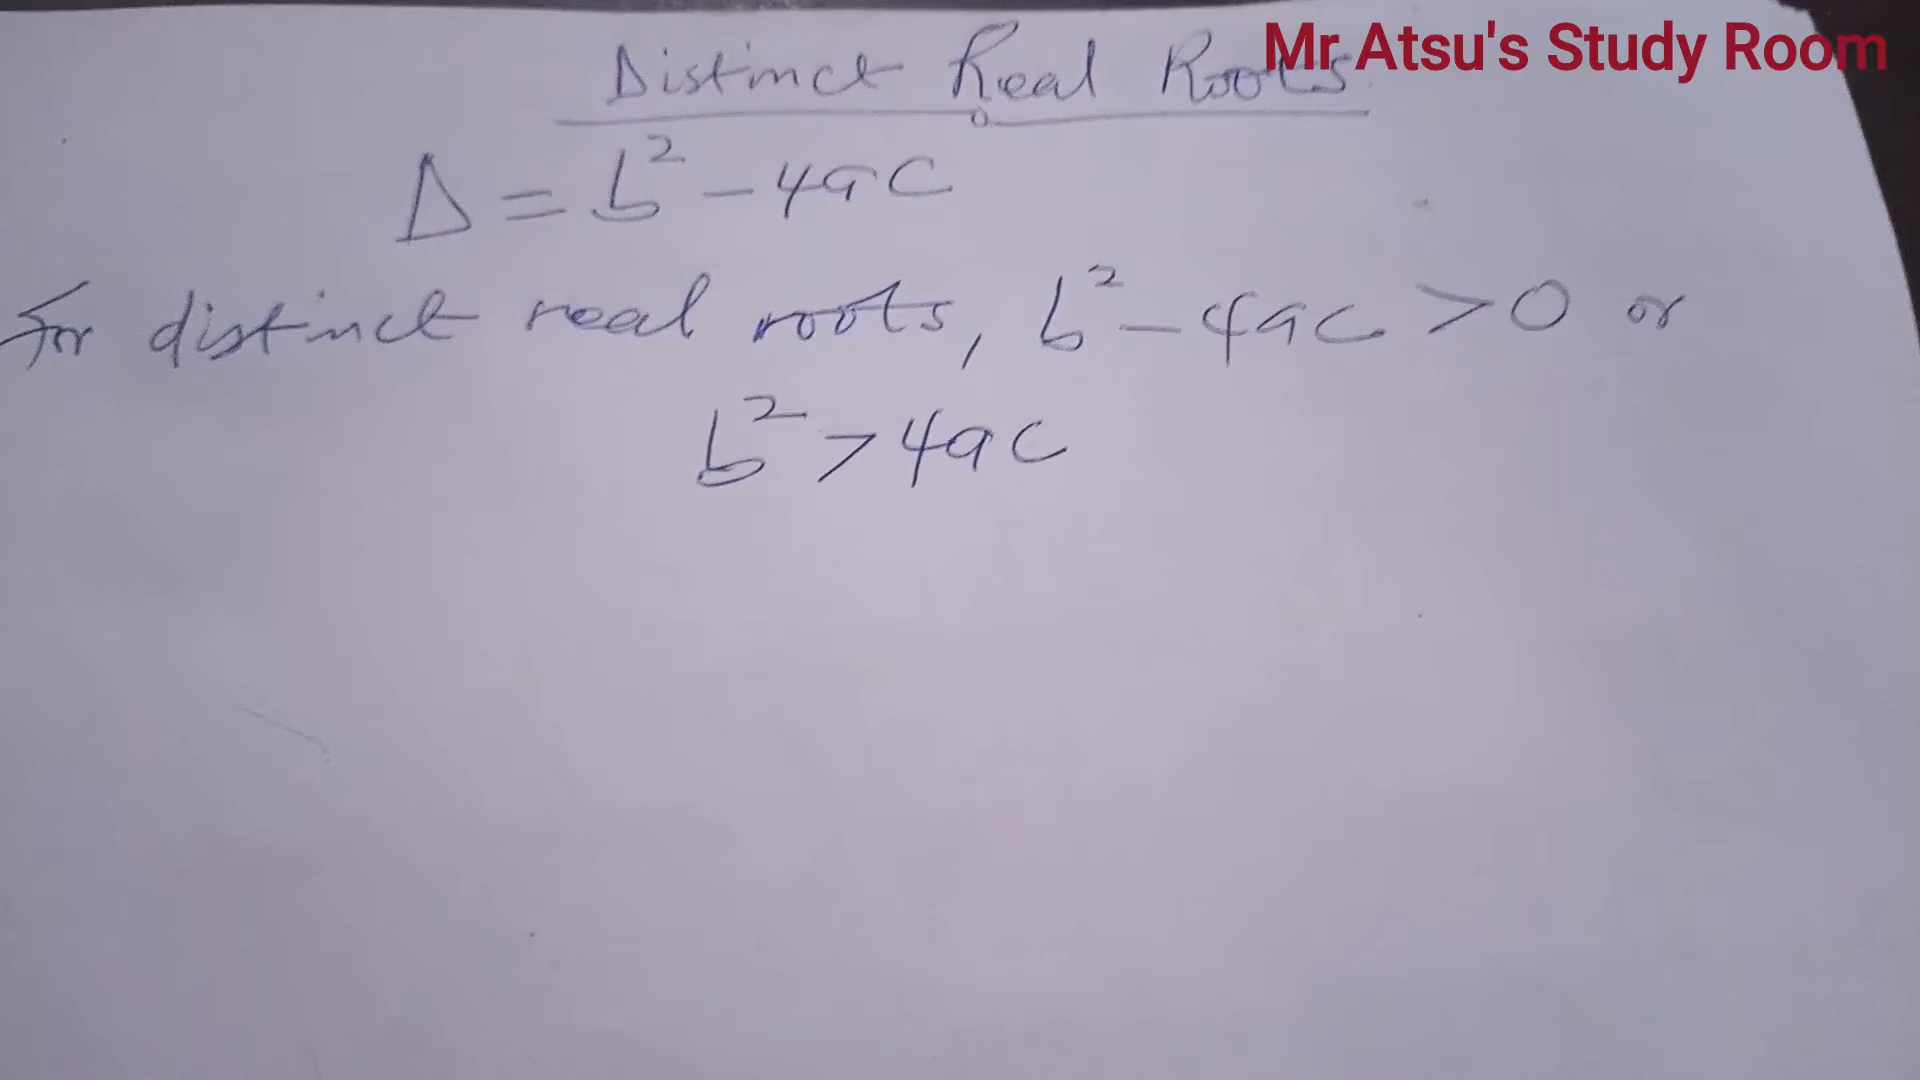 Mr Atsu's Study Room
Distinct Real Roots
Δ = b² - 4ac
For distinct real roots, b² - 4ac > 0 or
b² > 4ac